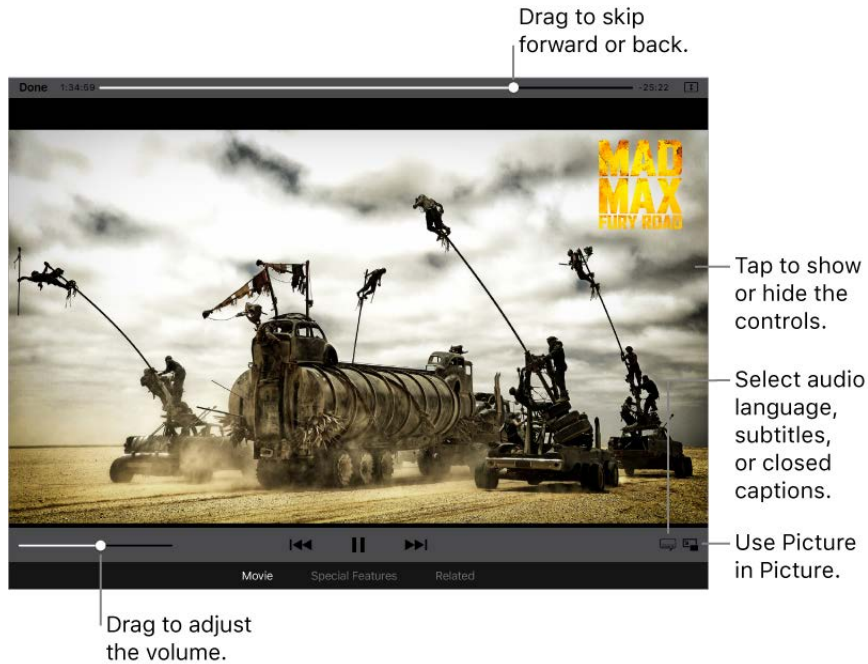 Drag to skip
forward or back.
Done 1:34:59 -25:22
MAD
MAX
FURY ROAD
Tap to show
or hide the
controls.
Select audio
language,
subtitles,
or closed
captions.
Use Picture
in Picture.
Movie Special Features Related
Drag to adjust
the volume.